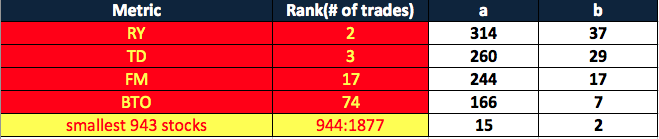 Metric Rank(# of trades) a b
RY 2 314 37
TD 3 260 29
FM 17 244 17
BTO 74 166 7
smallest 943 stocks 944:1877 15 2